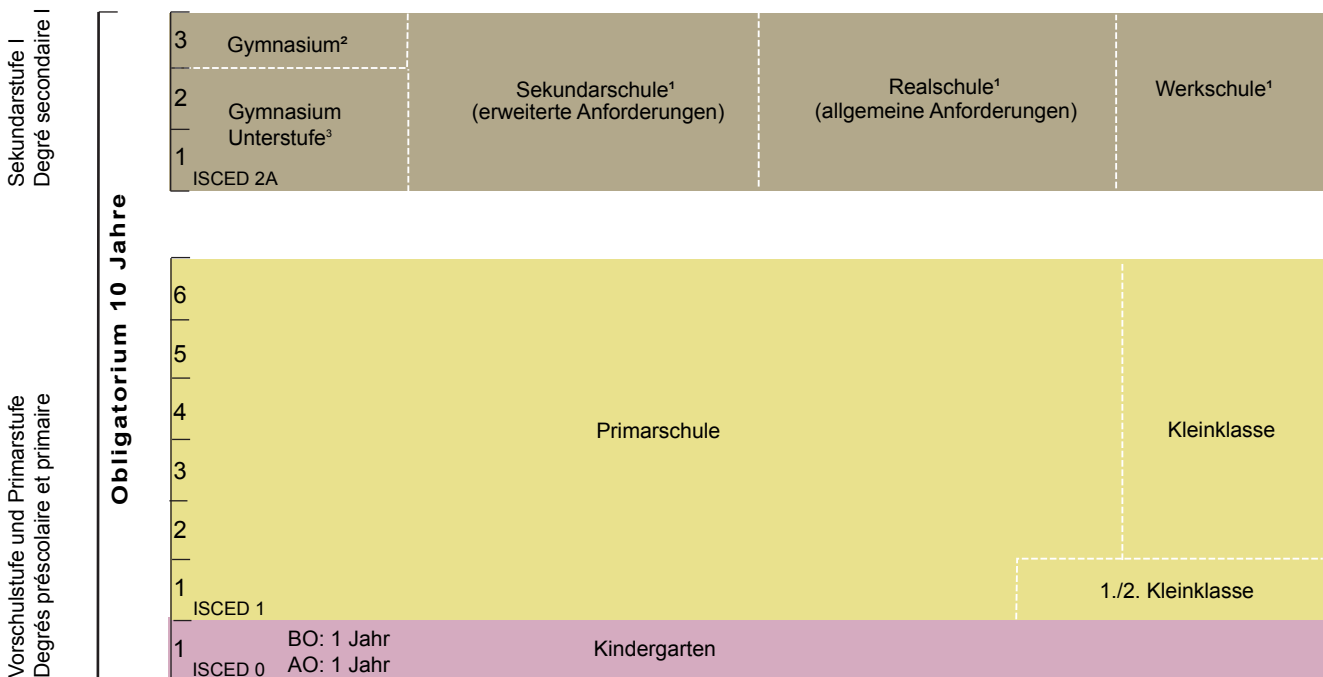 Sekundarstufe I
Degré secondaire I
Vorschulstufe und Primarstufe
Degrés préscolaire et primaire
Obligatorium 10 Jahre
3
Gymnasium²
2
Gymnasium
Unterstufe³
1
ISCED 2A
Sekundarschule¹
(erweiterte Anforderungen)
Realschule¹
(allgemeine Anforderungen)
Werkschule¹
6
5
4
3
2
1
ISCED 1
Primarschule
Kleinklasse
1./2. Kleinklasse
1
ISCED 0
BO: 1 Jahr
AO: 1 Jahr
Kindergarten